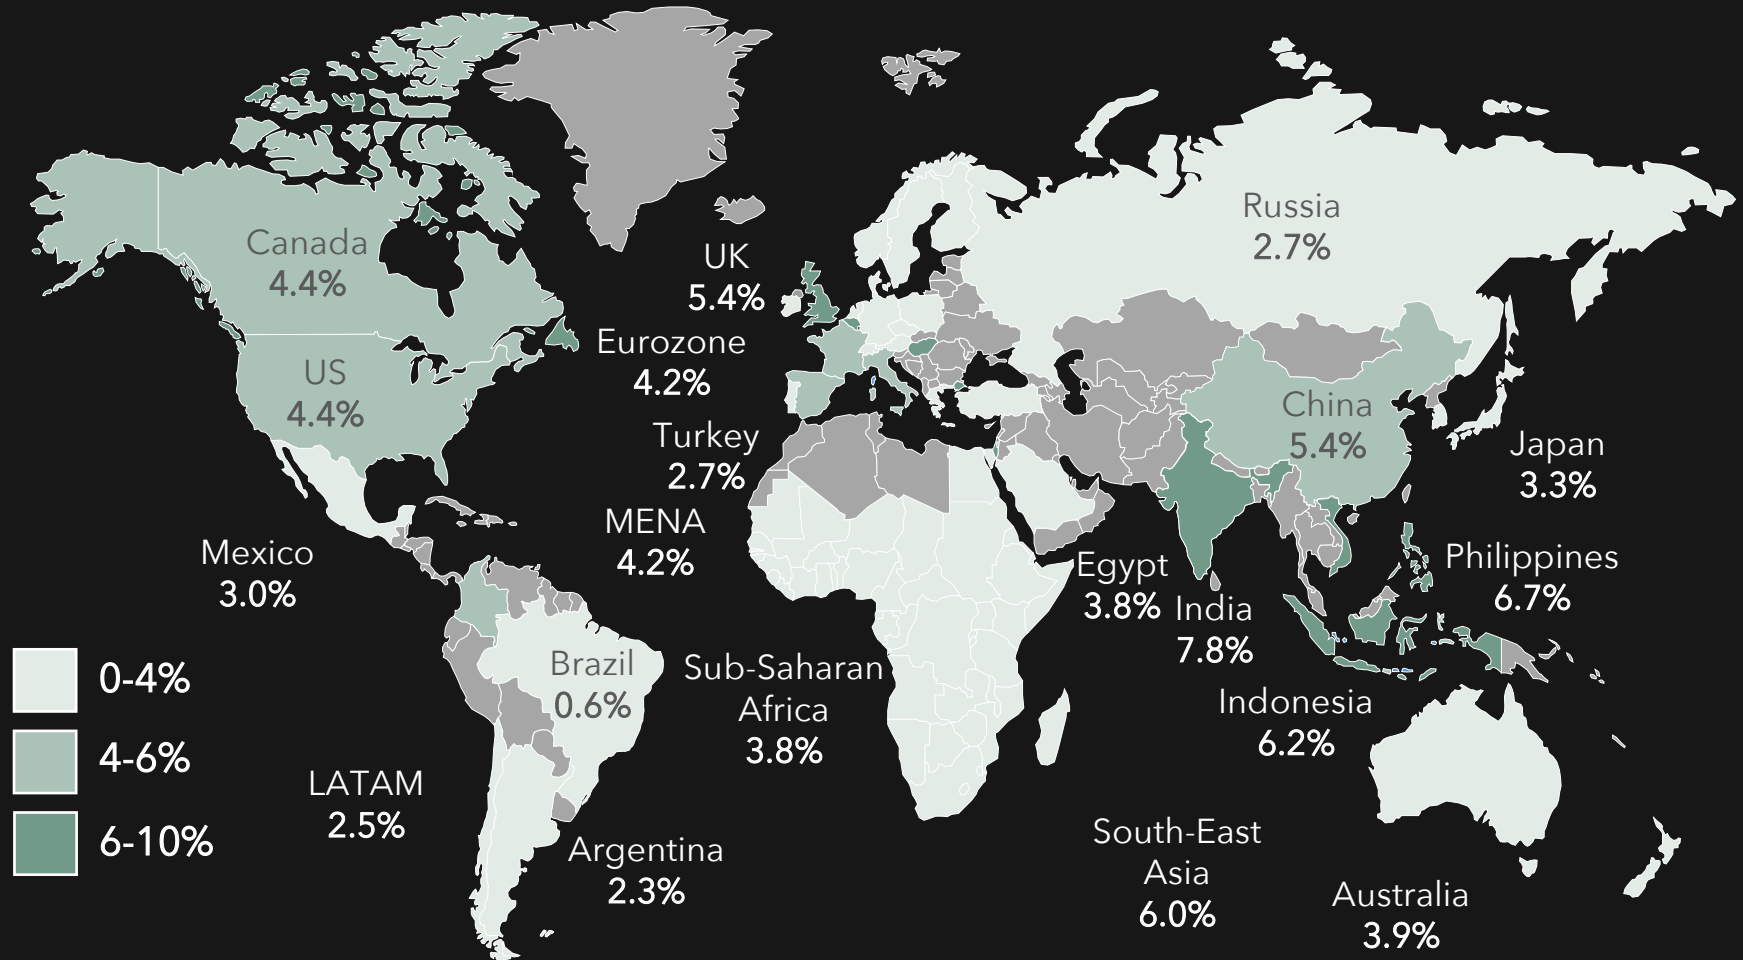 Canada
4.4%
US
4.4%
Mexico
3.0%
UK
5.4%
Eurozone
4.2%
Turkey
2.7%
MENA
4.2%
Russia
2.7%
China
5.4%
Japan
3.3%
Egypt
3.8%
India
7.8%
Philippines
6.7%
Indonesia
6.2%
Brazil
0.6%
Sub-Saharan
Africa
3.8%
LATAM
2.5%
Argentina
2.3%
South-East
Asia
6.0%
Australia
3.9%
0-4%
4-6%
6-10%